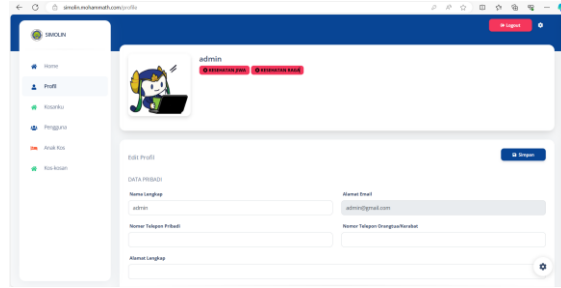 simolin.mohammath.com/profile
Logout
SIMOLIN
Home
Profil
Kosanku
Pengguna
Anak Kos
Kos-kosan
admin
KESEHATAN JIWA KESEHATAN RAGA
Edit Profil
Simpan
DATA PRIBADI
Nama Lengkap Alamat Email
admin admin@gmail.com
Nomor Telepon Pribadi Nomor Telepon Orangtua/Kerabat
Alamat Lengkap